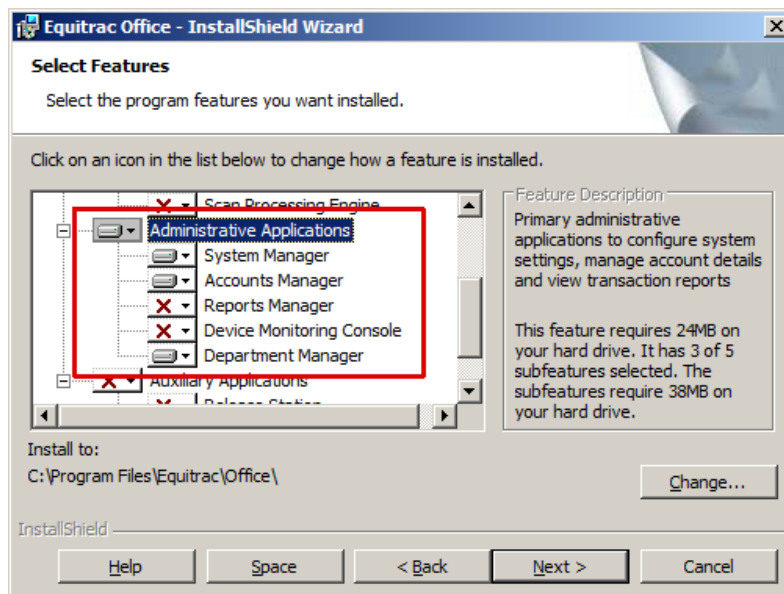 Equitrac Office - InstallShield Wizard
Select Features
Select the program features you want installed.
Click on an icon in the list below to change how a feature is installed.
Scan Processing Engine
Administrative Applications
System Manager
Accounts Manager
Reports Manager
Device Monitoring Console
Department Manager
Auxiliary Applications
Release Station
Feature Description
Primary administrative
applications to configure system
settings, manage account details
and view transaction reports
This feature requires 24MB on
your hard drive. It has 3 of 5
subfeatures selected. The
subfeatures require 38MB on
your hard drive.
Install to:
C:\Program Files\Equitrac\Office\
Change...
InstallShield
Help
Space
< Back
Next >
Cancel